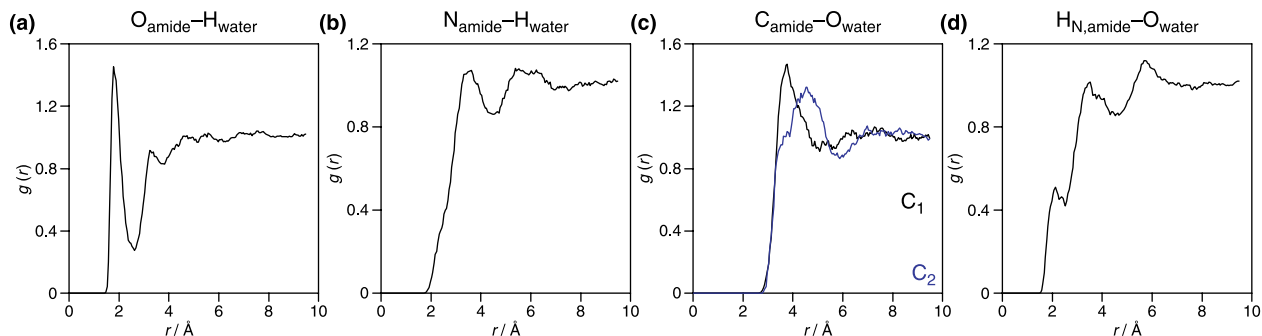 (a) O_amide–H_water
g (r)
1.6
1.2
0.8
0.4
0
0 2 4 6 8 10
r / Å
(b) N_amide–H_water
g (r)
1.2
0.8
0.4
0
0 2 4 6 8 10
r / Å
(c) C_amide–O_water
g (r)
1.6
1.2
0.8
0.4
0
C_1
C_2
0 2 4 6 8 10
r / Å
(d) H_N,amide–O_water
g (r)
1.2
0.8
0.4
0
0 2 4 6 8 10
r / Å